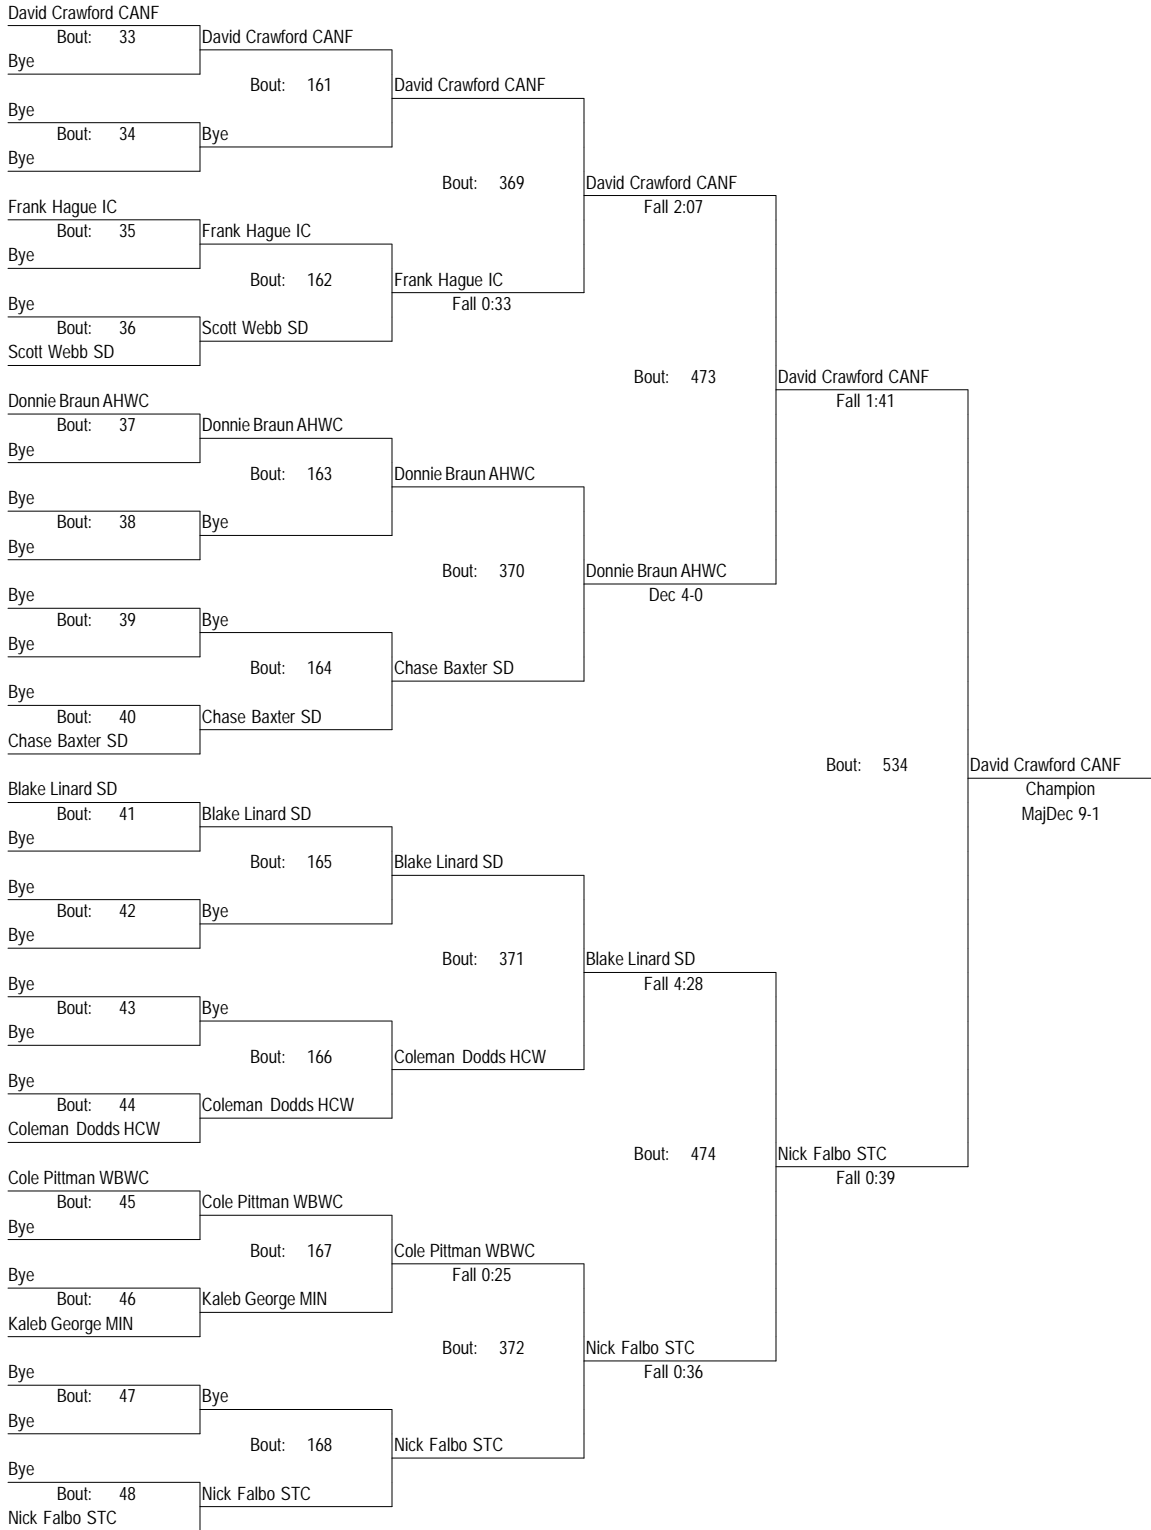 David Crawford CANF
Bout: 33 David Crawford CANF
Bye
Bout: 161 David Crawford CANF
Bye
Bout: 34 Bye
Bye
Bout: 369 David Crawford CANF
Fall 2:07
Frank Hague IC
Bout: 35 Frank Hague IC
Bye
Bout: 162 Frank Hague IC
Bye Fall 0:33
Bout: 36 Scott Webb SD
Scott Webb SD
Bout: 473 David Crawford CANF
Donnie Braun AHWC Fall 1:41
Bout: 37 Donnie Braun AHWC
Bye
Bout: 163 Donnie Braun AHWC
Bye
Bout: 38 Bye
Bye
Bout: 370 Donnie Braun AHWC
Bye Dec 4-0
Bout: 39 Bye
Bye
Bout: 164 Chase Baxter SD
Bye
Bout: 40 Chase Baxter SD
Chase Baxter SD
Bout: 534 David Crawford CANF
Blake Linard SD Champion
Bout: 41 Blake Linard SD MajDec 9-1
Bye
Bout: 165 Blake Linard SD
Bye
Bout: 42 Bye
Bye
Bout: 371 Blake Linard SD
Bye Fall 4:28
Bout: 43 Bye
Bye
Bout: 166 Coleman Dodds HCW
Bye
Bout: 44 Coleman Dodds HCW
Coleman Dodds HCW
Bout: 474 Nick Falbo STC
Cole Pittman WBWC Fall 0:39
Bout: 45 Cole Pittman WBWC
Bye
Bout: 167 Cole Pittman WBWC
Bye Fall 0:25
Bout: 46 Kaleb George MIN
Kaleb George MIN
Bout: 372 Nick Falbo STC
Bye Fall 0:36
Bout: 47 Bye
Bye
Bout: 168 Nick Falbo STC
Bye
Bout: 48 Nick Falbo STC
Nick Falbo STC